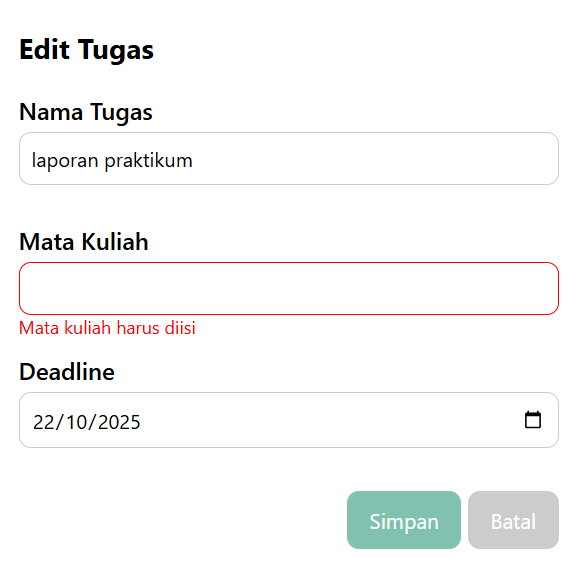 Edit Tugas
Nama Tugas
laporan praktikum
Mata Kuliah
Mata kuliah harus diisi
Deadline
22/10/2025
Simpan Batal